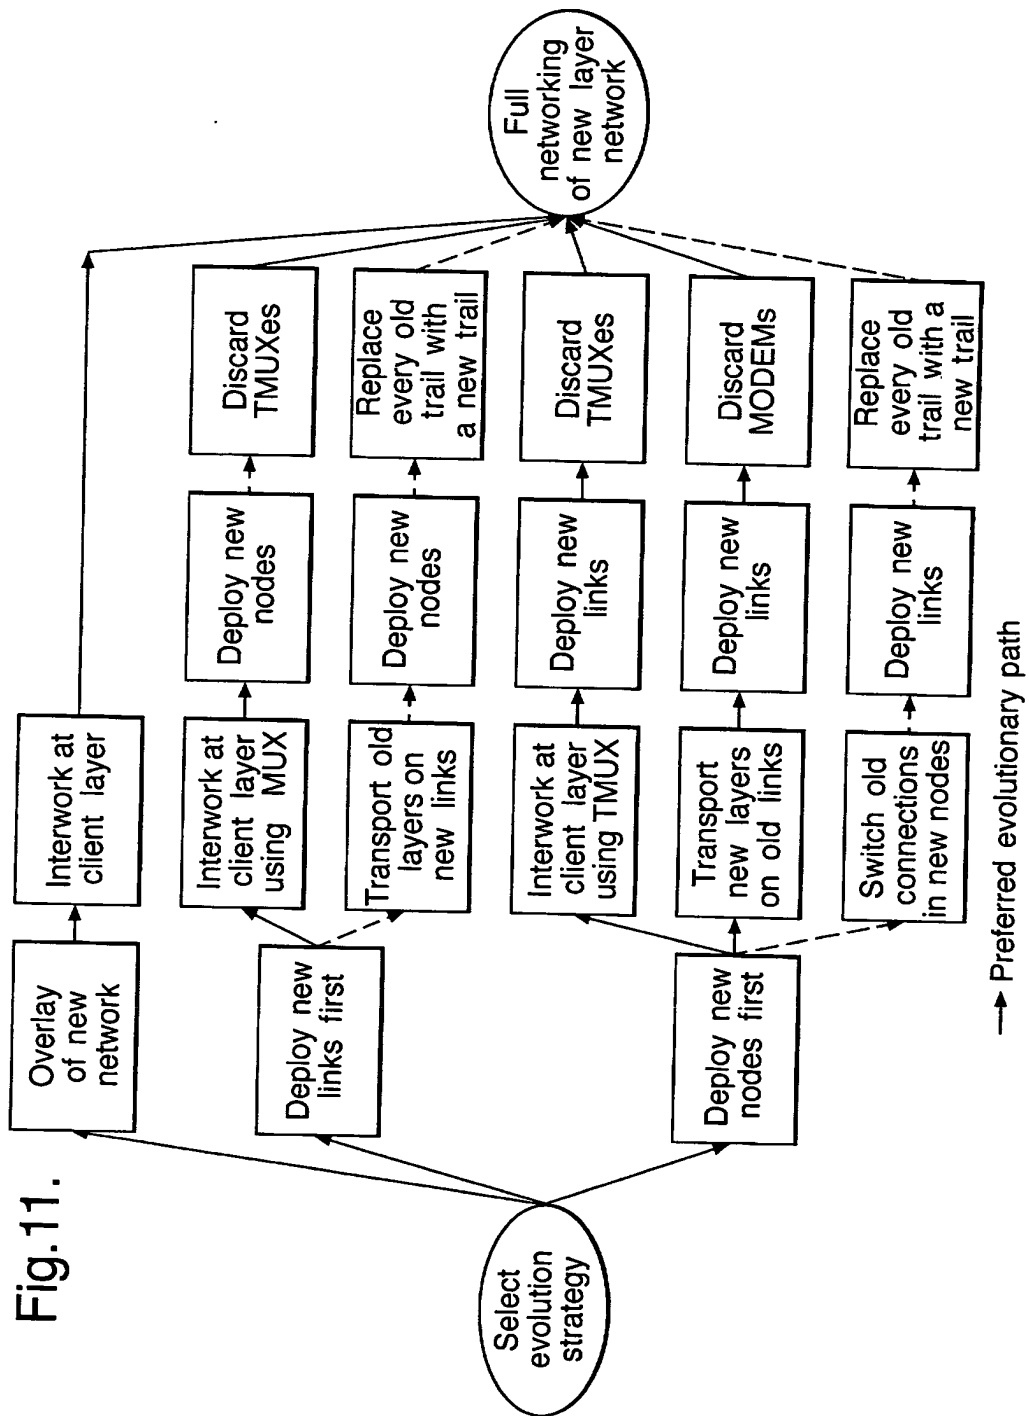 Fig.11.
Select
evolution
strategy
Overlay
of new
network
Interwork at
client layer
Deploy new
links first
Interwork at
client layer
using MUX
Deploy new
nodes
Discard
TMUXes
Transport old
layers on
new links
Deploy new
nodes
Replace
every old
trail with
a new trail
Deploy new
nodes first
Interwork at
client layer
using TMUX
Deploy new
links
Discard
TMUXes
Transport
new layers
on old links
Deploy new
links
Discard
MODEMs
Switch old
connections
in new nodes
Deploy new
links
Replace
every old
trail with a
new trail
Full
networking
of new layer
network
Preferred evolutionary path